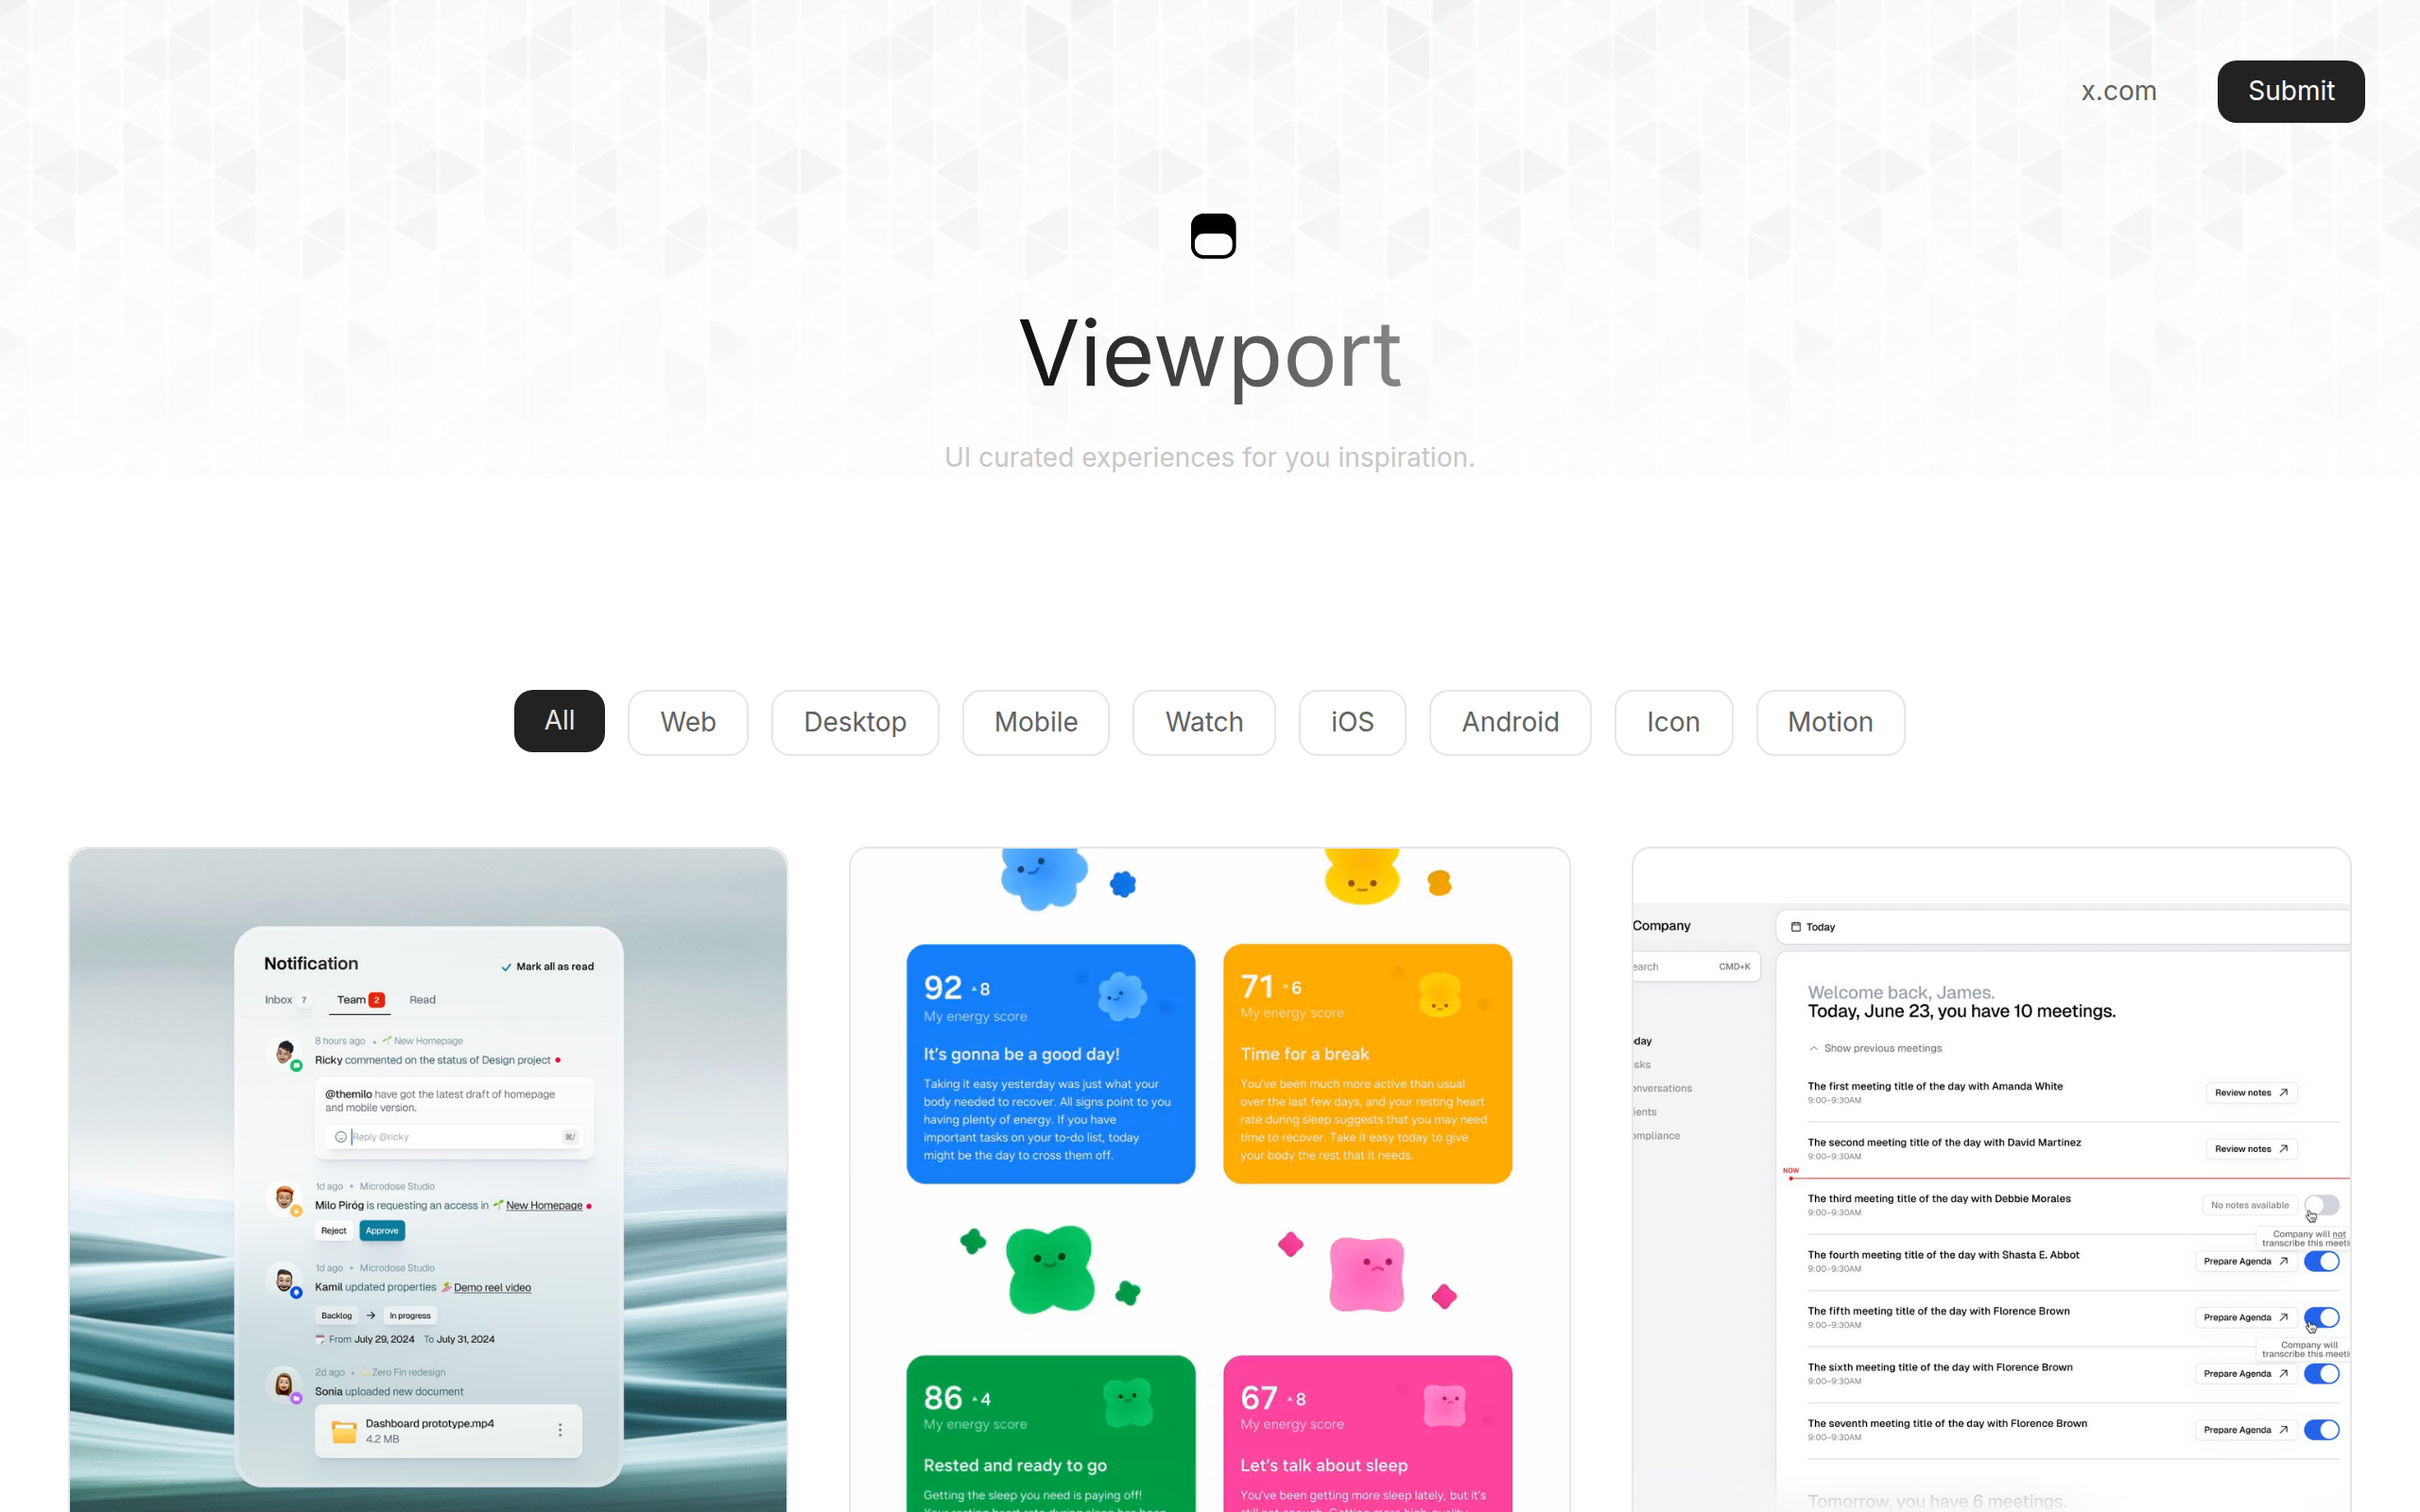 x.com
Submit
Viewport
UI curated experiences for you inspiration.
All
Web
Desktop
Mobile
Watch
iOS
Android
Icon
Motion
Notification
Mark all as read
Inbox 7
Team 2
Read
8 hours ago • New Homepage
Ricky commented on the status of Design project
@themilo have got the latest draft of homepage
and mobile version.
Reply @ricky
⌘/
1d ago • Microdose Studio
Milo Piróg is requesting an access in New Homepage
Reject
Approve
1d ago • Microdose Studio
Kamil updated properties Demo reel video
Backlog → In progress
From July 29, 2024 To July 31, 2024
2d ago • Zero Fin redesign
Sonia uploaded new document
Dashboard prototype.mp4
4.2 MB
92 8
My energy score
It's gonna be a good day!
Taking it easy yesterday was just what your
body needed to recover. All signs point to you
having plenty of energy. If you have
important tasks on your to-do list, today
might be the day to cross them off.
71 6
My energy score
Time for a break
You've been much more active than usual
over the last few days, and your resting heart
rate during sleep suggests that you may need
time to recover. Take it easy today to give
your body the rest that it needs.
86 4
My energy score
Rested and ready to go
Getting the sleep you need is paying off!
67 8
My energy score
Let's talk about sleep
You've been getting more sleep lately, but it's
Company
earch
CMD+K
day
sks
onversations
ients
ompliance
Today
Welcome back, James.
Today, June 23, you have 10 meetings.
Show previous meetings
The first meeting title of the day with Amanda White
9:00–9:30AM
Review notes
The second meeting title of the day with David Martinez
9:00–9:30AM
Review notes
NOW
The third meeting title of the day with Debbie Morales
9:00–9:30AM
No notes available
Company will not
transcribe this meeti
The fourth meeting title of the day with Shasta E. Abbot
9:00–9:30AM
Prepare Agenda
The fifth meeting title of the day with Florence Brown
9:00–9:30AM
Prepare Agenda
Company will
transcribe this meeti
The sixth meeting title of the day with Florence Brown
9:00–9:30AM
Prepare Agenda
The seventh meeting title of the day with Florence Brown
9:00–9:30AM
Prepare Agenda
Tomorrow, you have 6 meetings.